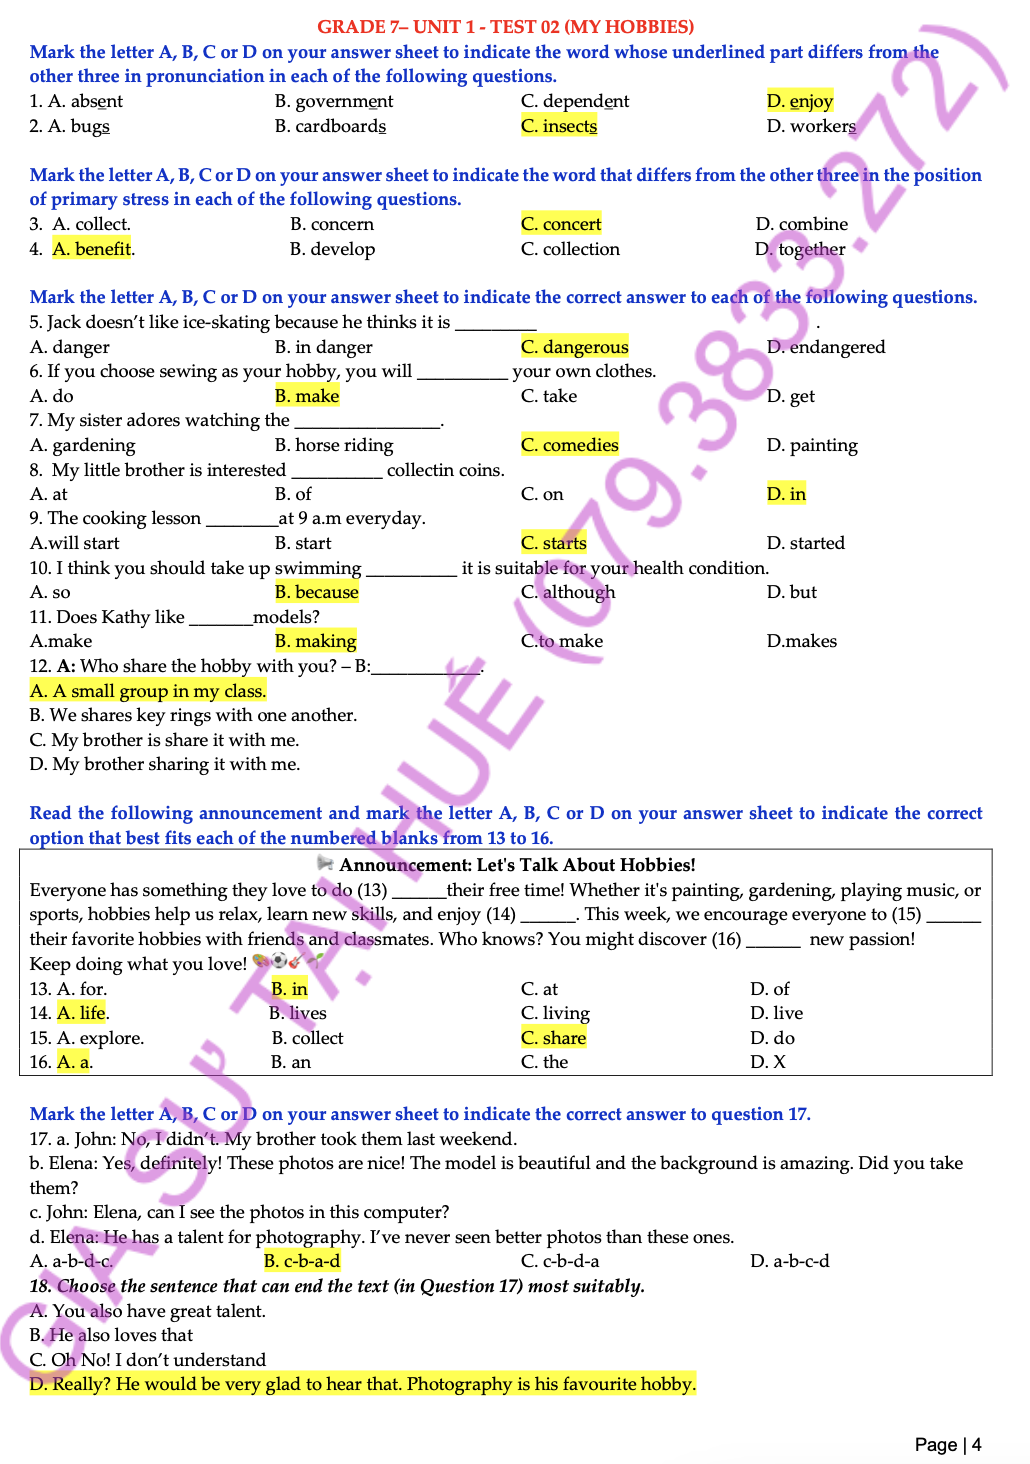 GRADE 7– UNIT 1 - TEST 02 (MY HOBBIES)
Mark the letter A, B, C or D on your answer sheet to indicate the word whose underlined part differs from the
other three in pronunciation in each of the following questions.
1. A. absent B. government C. dependent D. enjoy
2. A. bugs B. cardboards C. insects D. workers
Mark the letter A, B, C or D on your answer sheet to indicate the word that differs from the other three in the position
of primary stress in each of the following questions.
3. A. collect. B. concern C. concert D. combine
4. A. benefit. B. develop C. collection D. together
Mark the letter A, B, C or D on your answer sheet to indicate the correct answer to each of the following questions.
5. Jack doesn't like ice-skating because he thinks it is _________ .
A. danger B. in danger C. dangerous D. endangered
6. If you choose sewing as your hobby, you will __________ your own clothes.
A. do B. make C. take D. get
7. My sister adores watching the ________________.
A. gardening B. horse riding C. comedies D. painting
8. My little brother is interested __________ collectin coins.
A. at B. of C. on D. in
9. The cooking lesson ________at 9 a.m everyday.
A.will start B. start C. starts D. started
10. I think you should take up swimming __________ it is suitable for your health condition.
A. so B. because C. although D. but
11. Does Kathy like _______models?
A.make B. making C.to make D.makes
12. A: Who share the hobby with you? – B:____________.
A. A small group in my class.
B. We shares key rings with one another.
C. My brother is share it with me.
D. My brother sharing it with me.
Read the following announcement and mark the letter A, B, C or D on your answer sheet to indicate the correct
option that best fits each of the numbered blanks from 13 to 16.
Announcement: Let's Talk About Hobbies!
Everyone has something they love to do (13) ______their free time! Whether it's painting, gardening, playing music, or
sports, hobbies help us relax, learn new skills, and enjoy (14) ______. This week, we encourage everyone to (15) ______
their favorite hobbies with friends and classmates. Who knows? You might discover (16) ______ new passion!
Keep doing what you love!
13. A. for. B. in C. at D. of
14. A. life. B. lives C. living D. live
15. A. explore. B. collect C. share D. do
16. A. a. B. an C. the D. X
Mark the letter A, B, C or D on your answer sheet to indicate the correct answer to question 17.
17. a. John: No, I didn't. My brother took them last weekend.
b. Elena: Yes, definitely! These photos are nice! The model is beautiful and the background is amazing. Did you take
them?
c. John: Elena, can I see the photos in this computer?
d. Elena: He has a talent for photography. I've never seen better photos than these ones.
A. a-b-d-c. B. c-b-a-d C. c-b-d-a D. a-b-c-d
18. Choose the sentence that can end the text (in Question 17) most suitably.
A. You also have great talent.
B. He also loves that
C. Oh No! I don't understand
D. Really? He would be very glad to hear that. Photography is his favourite hobby.
Page | 4
GIA SƯ TẠI HUẾ (079.3833.272)